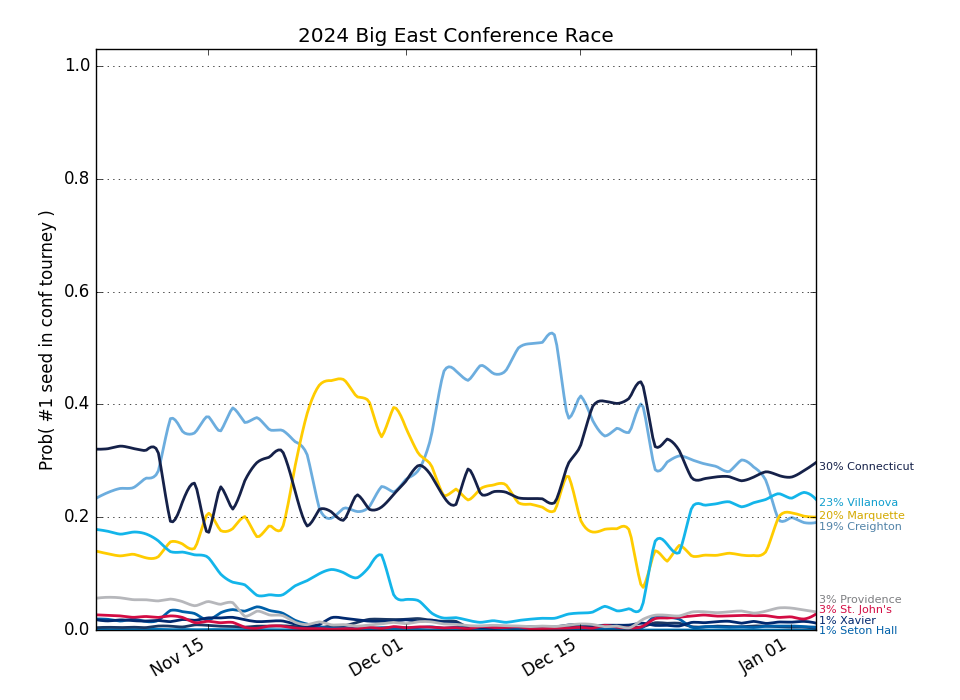 2024 Big East Conference Race
Prob( #1 seed in conf tourney )
1.0
0.8
0.6
0.4
0.2
0.0
Nov 15
Dec 01
Dec 15
Jan 01
30% Connecticut
23% Villanova
20% Marquette
19% Creighton
3% Providence
3% St. John's
1% Xavier
1% Seton Hall